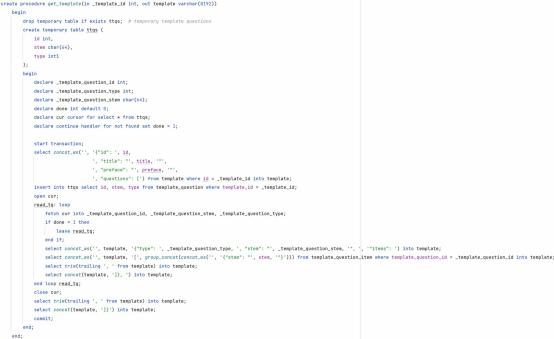 create procedure get_template(in _template_id int, out template varchar(8192))
begin
drop temporary table if exists ttqs; # temporary template questions
create temporary table ttqs (
id int,
stem char(64),
type int1
);
begin
declare _template_question_id int;
declare _template_question_type int;
declare _template_question_stem char(64);
declare done int default 0;
declare cur cursor for select * from ttqs;
declare continue handler for not found set done = 1;
start transaction;
select concat_ws('', '{"id": ', id,
', "title": "', title, '"',
', "preface": "', preface, '"',
', "questions": [') from template where id = _template_id into template;
insert into ttqs select id, stem, type from template_question where template_id = _template_id;
open cur;
read_tq: loop
fetch cur into _template_question_id, _template_question_stem, _template_question_type;
if done = 1 then
leave read_tq;
end if;
select concat_ws('', template, '{"type": ', _template_question_type, ', "stem": "', _template_question_stem, '", ', '"items": ') into template;
select concat_ws('', template, '[', group_concat(concat_ws('', '{"stem": "', stem, '"}'))) from template_question_item where template_question_id = _template_question_id into template;
select trim(trailing ', ' from template) into template;
select concat(template, ']}, ') into template;
end loop read_tq;
close cur;
select trim(trailing ', ' from template) into template;
select concat(template, ']}') into template;
commit;
end;
end;